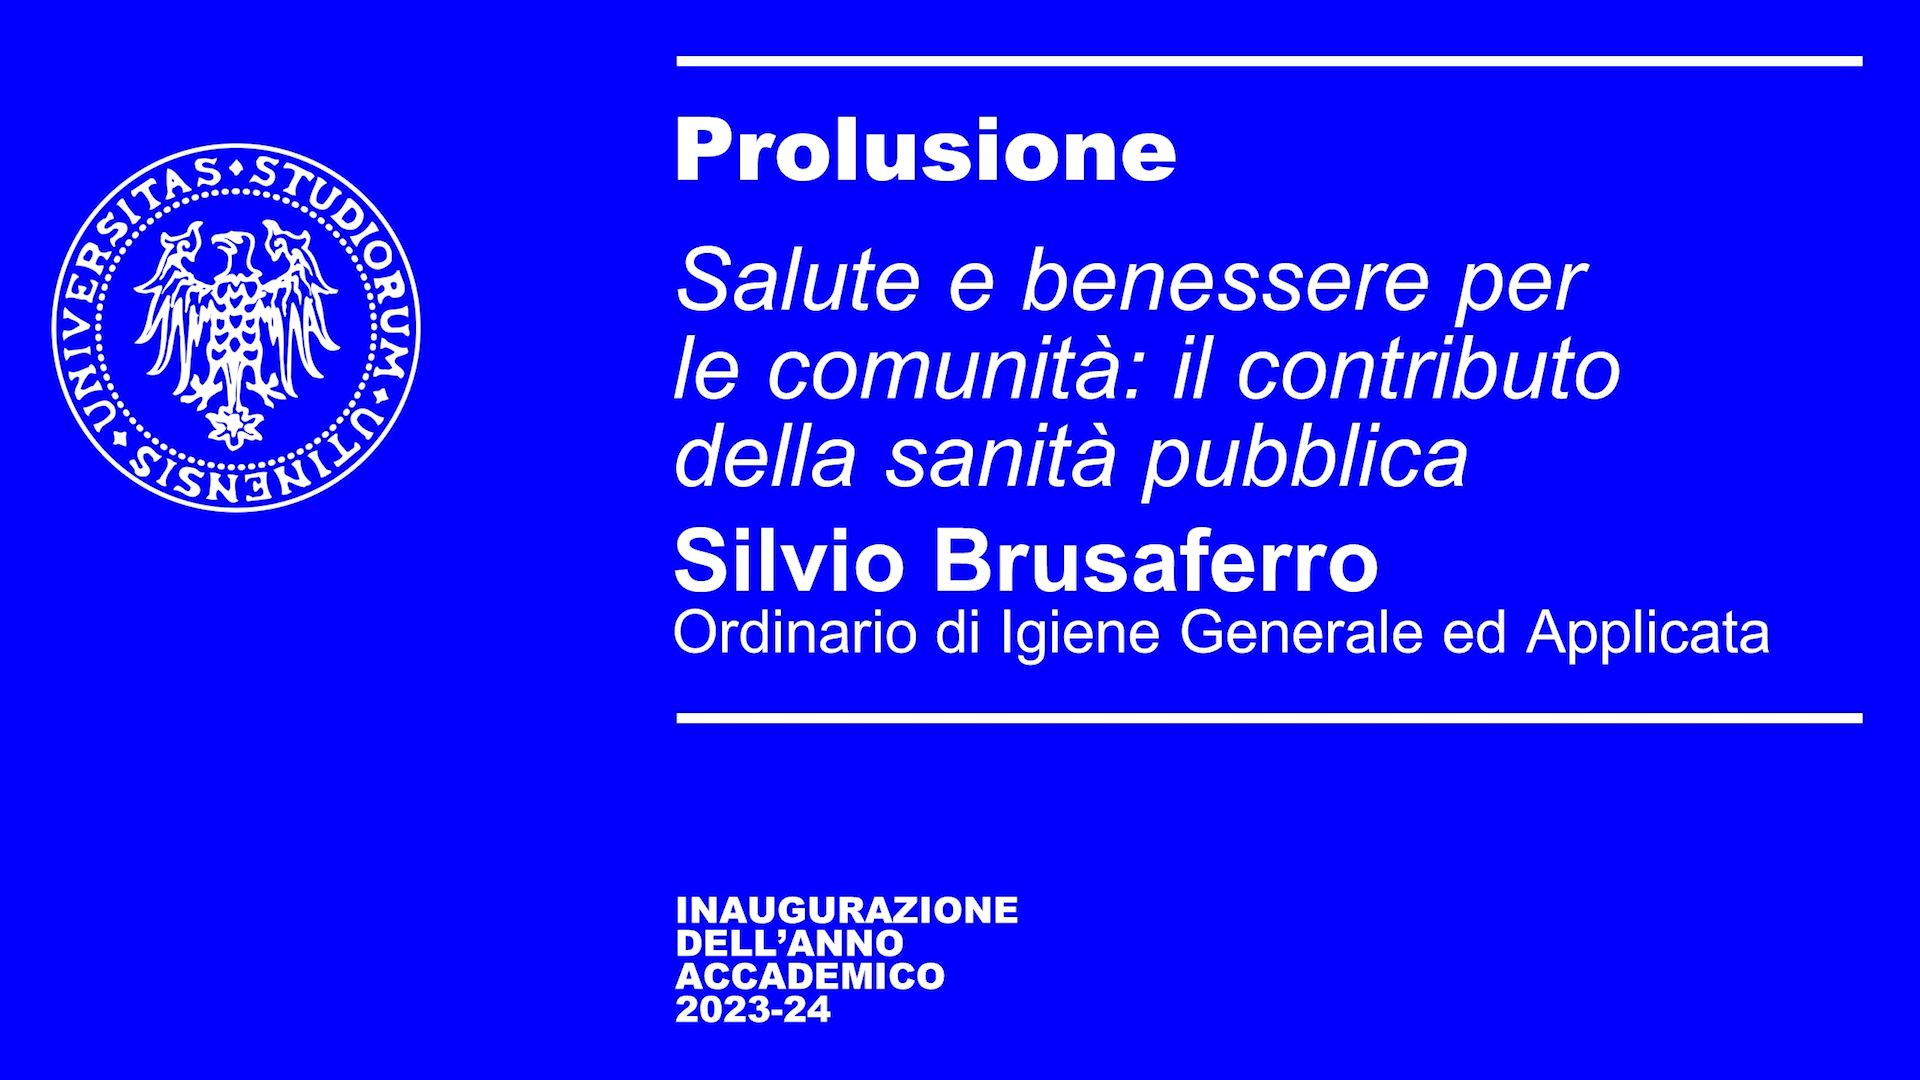 UNIVERSITAS STUDIORUM UTINENSIS
Prolusione
Salute e benessere per
le comunità: il contributo
della sanità pubblica
Silvio Brusaferro
Ordinario di Igiene Generale ed Applicata
INAUGURAZIONE
DELL’ANNO
ACCADEMICO
2023-24